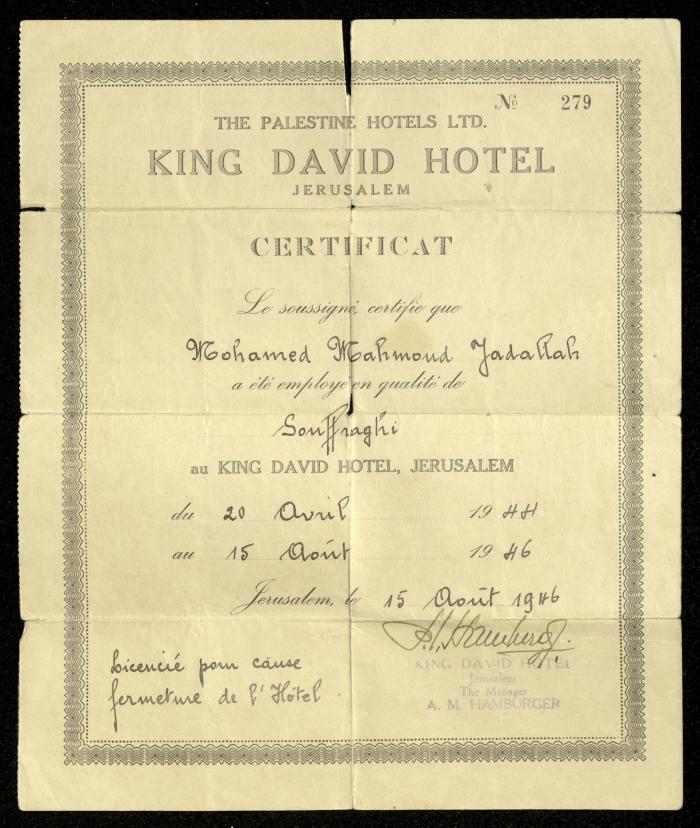 No 279
THE PALESTINE HOTELS LTD.
KING DAVID HOTEL
JERUSALEM
CERTIFICAT
Le soussigné, certifie que
Mohamed Mahmoud Jadallah
a été employé en qualité de
Souffraghi
au KING DAVID HOTEL, JERUSALEM
du 20 Avril 1944
au 15 Août 1946
Jerusalem, le 15 Août 1946
A. M. Hamburger.
KING DAVID HOTEL
Jerusalem
The Manager
A. M. HAMBURGER
Licencié pour cause
fermeture de l'Hôtel.